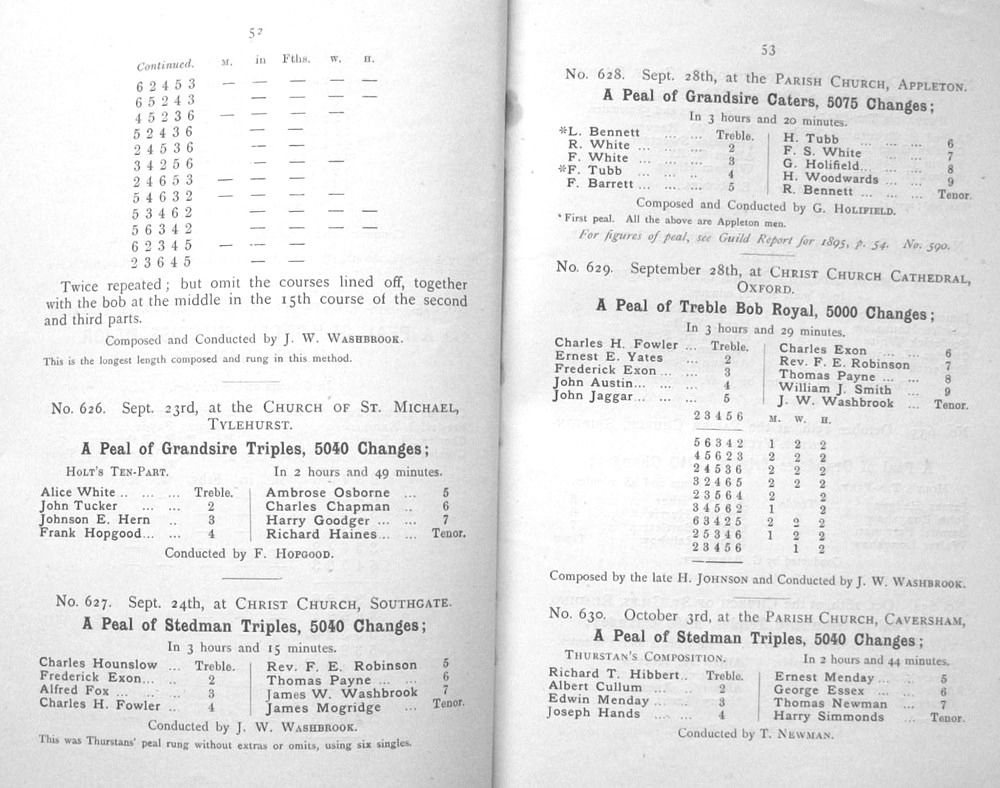 52
Continued. M. in Fths. W. H.
6 2 4 5 3 — — — — —
6 5 2 4 3 — — — —
4 5 2 3 6 — — — —
5 2 4 3 6 — —
2 4 5 3 6 — —
3 4 2 5 6 — — —
2 4 6 5 3 — — —
5 4 6 3 2 — — — —
5 3 4 6 2 — — — —
5 6 3 4 2 — — — —
6 2 3 4 5 — — —
2 3 6 4 5 — —
Twice repeated; but omit the courses lined off, together
with the bob at the middle in the 15th course of the second
and third parts.
Composed and Conducted by J. W. WASHBROOK.
This is the longest length composed and rung in this method.
No. 626. Sept. 23rd, at the CHURCH OF ST. MICHAEL,
TYLEHURST.
A Peal of Grandsire Triples, 5040 Changes;
HOLT'S TEN-PART. In 2 hours and 49 minutes.
Alice White .. ... ... Treble. Ambrose Osborne ... 5
John Tucker ... ... 2 Charles Chapman .. 6
Johnson E. Hern .. 3 Harry Goodger ... ... 7
Frank Hopgood... ... 4 Richard Haines... ... Tenor.
Conducted by F. HOPGOOD.
No. 627. Sept. 24th, at CHRIST CHURCH, SOUTHGATE.
A Peal of Stedman Triples, 5040 Changes;
In 3 hours and 15 minutes.
Charles Hounslow ... Treble. Rev. F. E. Robinson 5
Frederick Exon... ... 2 Thomas Payne ... ... 6
Alfred Fox ... ... ... 3 James W. Washbrook 7
Charles H. Fowler .. 4 James Mogridge ... Tenor.
Conducted by J. W. WASHBROOK.
This was Thurstans' peal rung without extras or omits, using six singles.
53
No. 628. Sept. 28th, at the PARISH CHURCH, APPLETON.
A Peal of Grandsire Caters, 5075 Changes;
In 3 hours and 20 minutes.
*L. Bennett ... ... Treble. H. Tubb ... ... ... 6
R. White ... ... ... 2 F. S. White ... ... 7
F. White ... ... ... 3 G. Holifield... ... ... 8
*F. Tubb ... ... .. 4 H. Woodwards ... ... 9
F. Barrett ... ... ... 5 R. Bennett ... ... ... Tenor.
Composed and Conducted by G. HOLIFIELD.
* First peal. All the above are Appleton men.
For figures of peal, see Guild Report for 1895, p. 54. No. 590.
No. 629. September 28th, at CHRIST CHURCH CATHEDRAL,
OXFORD.
A Peal of Treble Bob Royal, 5000 Changes;
In 3 hours and 29 minutes.
Charles H. Fowler ... Treble. Charles Exon ... ... 6
Ernest E. Yates ... 2 Rev. F. E. Robinson 7
Frederick Exon ... ... 3 Thomas Payne ... ... 8
John Austin... ... ... 4 William J. Smith ... 9
John Jaggar... ... ... 5 J. W. Washbrook ... Tenor.
2 3 4 5 6 M. W. H.
5 6 3 4 2 1 2 2
4 5 6 2 3 2 2 2
2 4 5 3 6 2 2 2
3 2 4 6 5 2 2 2
2 3 5 6 4 2 2
3 4 5 6 2 1 2
6 3 4 2 5 2 2 2
2 5 3 4 6 1 2 2
2 3 4 5 6 1 2
Composed by the late H. JOHNSON and Conducted by J. W. WASHBROOK.
No. 630. October 3rd, at the PARISH CHURCH, CAVERSHAM,
A Peal of Stedman Triples, 5040 Changes;
THURSTAN'S COMPOSITION. In 2 hours and 44 minutes.
Richard T. Hibbert.. Treble. Ernest Menday ... ... 5
Albert Cullum ... ... 2 George Essex ... ... 6
Edwin Menday ... ... 3 Thomas Newman ... 7
Joseph Hands ... ... 4 Harry Simmonds ... Tenor.
Conducted by T. NEWMAN.